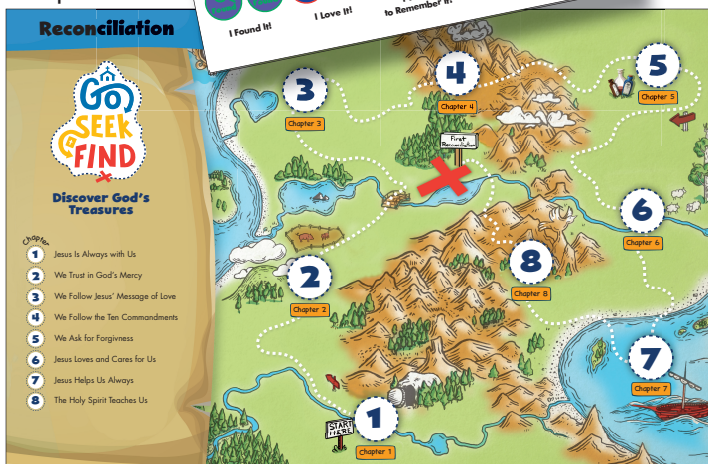 I Found It!
I Love It!
to Remember It!
Reconciliation
GO
SEEK
FIND
Discover God's
Treasures
Chapter
1 Jesus Is Always with Us
2 We Trust in God's Mercy
3 We Follow Jesus' Message of Love
4 We Follow the Ten Commandments
5 We Ask for Forgivness
6 Jesus Loves and Cares for Us
7 Jesus Helps Us Always
8 The Holy Spirit Teaches Us
3
Chapter 3
4
Chapter 4
5
Chapter 5
First
Reconciliation
6
Chapter 6
2
Chapter 2
8
Chapter 8
7
Chapter 7
START
HERE
1
Chapter 1